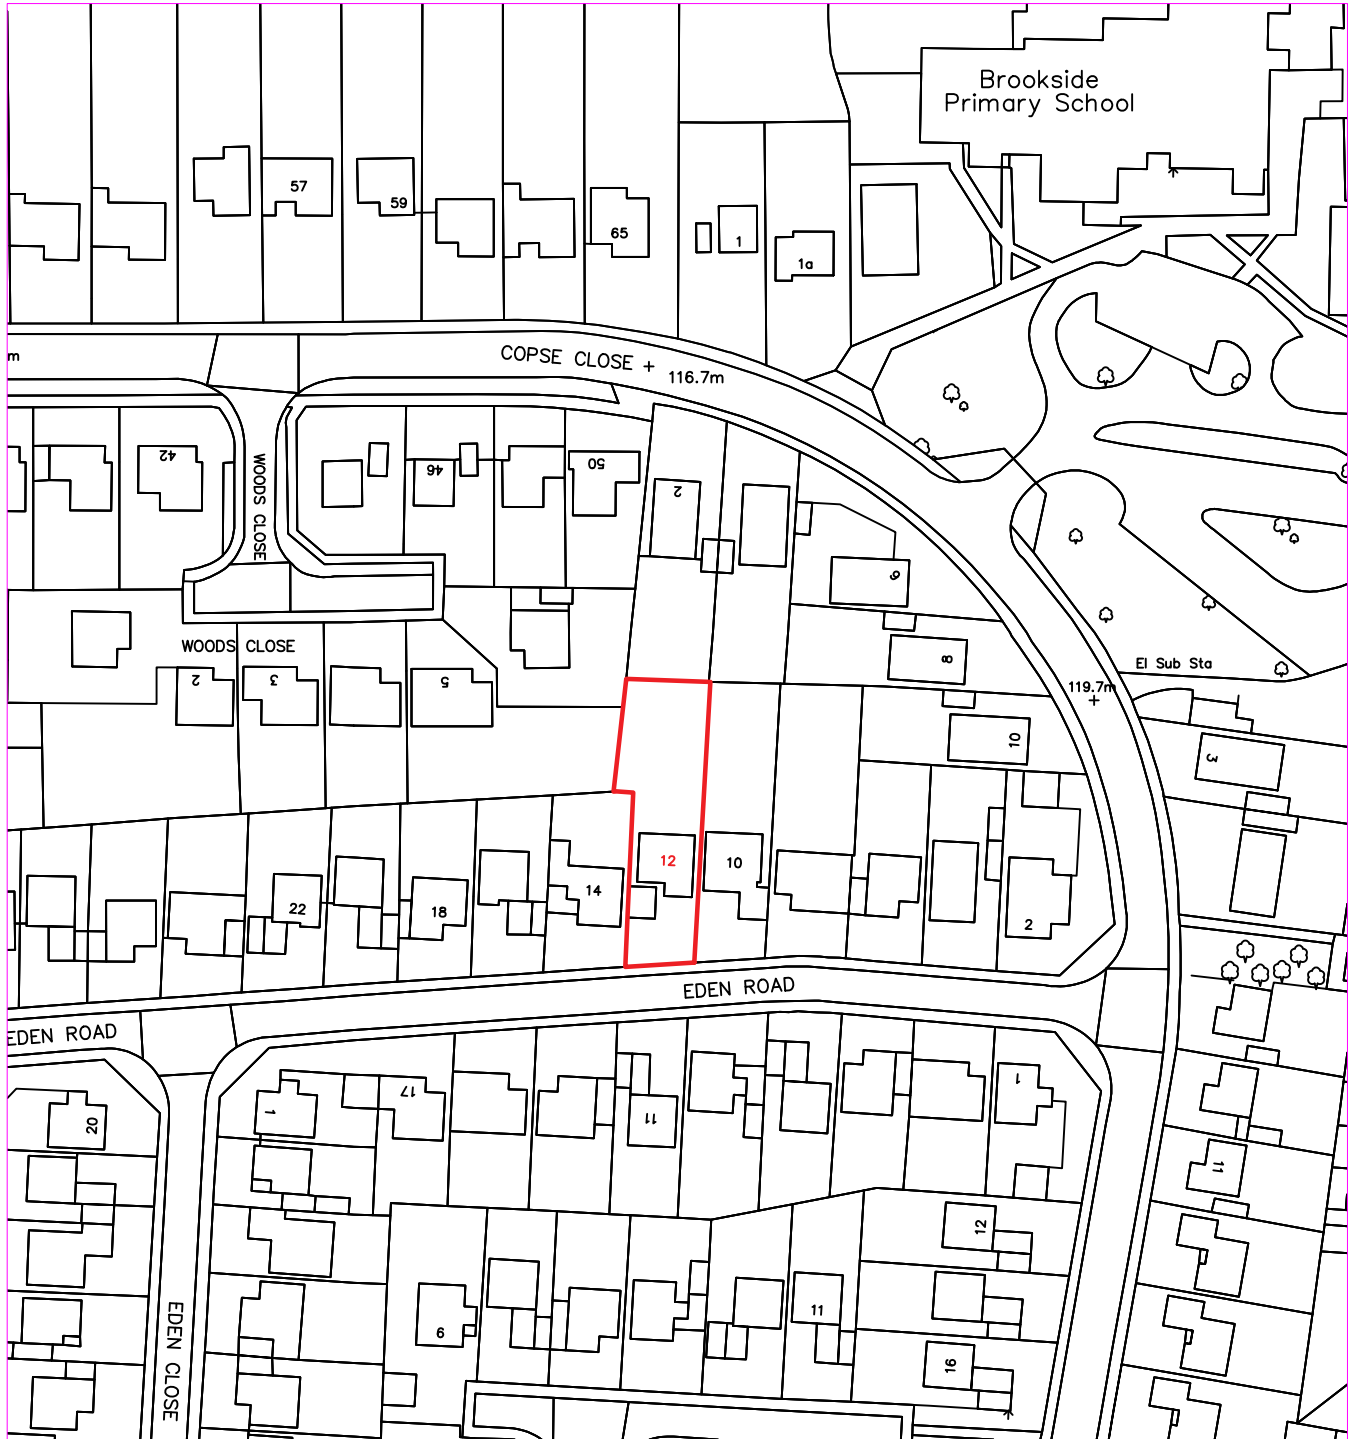 Brookside
Primary School
57
59
65
1
1a
m
COPSE CLOSE +
116.7m
42
WOODS CLOSE
46
50
2
6
8
El Sub Sta
119.7m
WOODS CLOSE
2
3
5
10
3
12
10
14
22
18
2
EDEN ROAD
EDEN ROAD
20
1
17
11
1
11
12
6
11
16
EDEN CLOSE